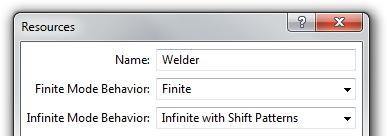 Resources
Name: Welder
Finite Mode Behavior: Finite
Infinite Mode Behavior: Infinite with Shift Patterns